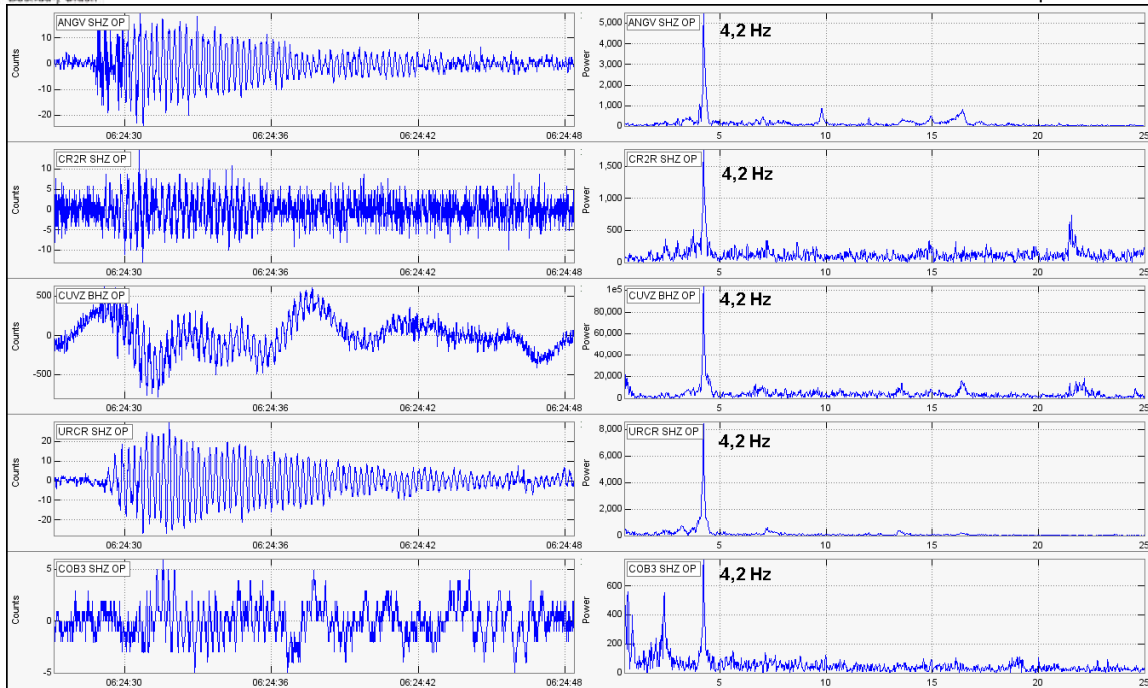 ANGV SHZ OP
Counts
10
0
-10
-20
06:24:30 06:24:36 06:24:42 06:24:48
ANGV SHZ OP
4,2 Hz
Power
5,000
4,000
3,000
2,000
1,000
0
5 10 15 20 25
CR2R SHZ OP
Counts
10
5
0
-5
-10
06:24:30 06:24:36 06:24:42 06:24:48
CR2R SHZ OP
4,2 Hz
Power
1,500
1,000
500
0
5 10 15 20 25
CUVZ BHZ OP
Counts
500
0
-500
06:24:30 06:24:36 06:24:42 06:24:48
CUVZ BHZ OP
4,2 Hz
Power
1e5
80,000
60,000
40,000
20,000
0
5 10 15 20 25
URCR SHZ OP
Counts
20
10
0
-10
-20
06:24:30 06:24:36 06:24:42 06:24:48
URCR SHZ OP
4,2 Hz
Power
8,000
6,000
4,000
2,000
0
5 10 15 20 25
COB3 SHZ OP
Counts
5
0
-5
06:24:30 06:24:36 06:24:42 06:24:48
COB3 SHZ OP
4,2 Hz
Power
600
400
200
0
5 10 15 20 25